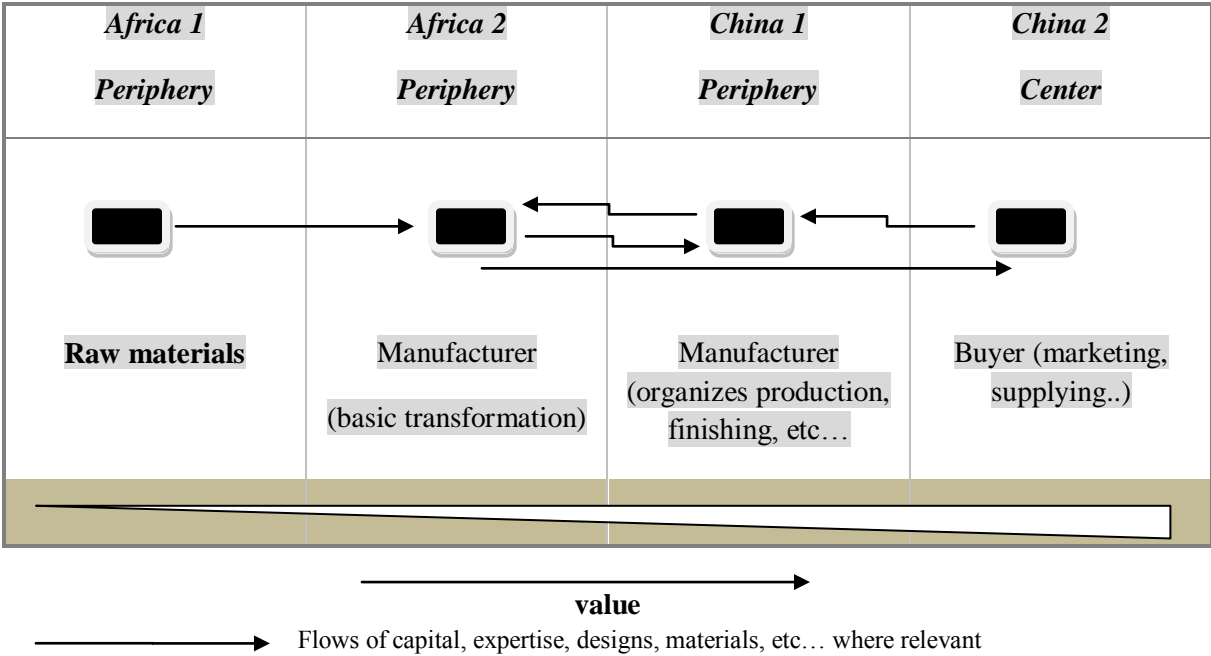 Africa 1
Periphery
Africa 2
Periphery
China 1
Periphery
China 2
Center
Raw materials
Manufacturer
(basic transformation)
Manufacturer
(organizes production,
finishing, etc…
Buyer (marketing,
supplying..)
value
Flows of capital, expertise, designs, materials, etc… where relevant